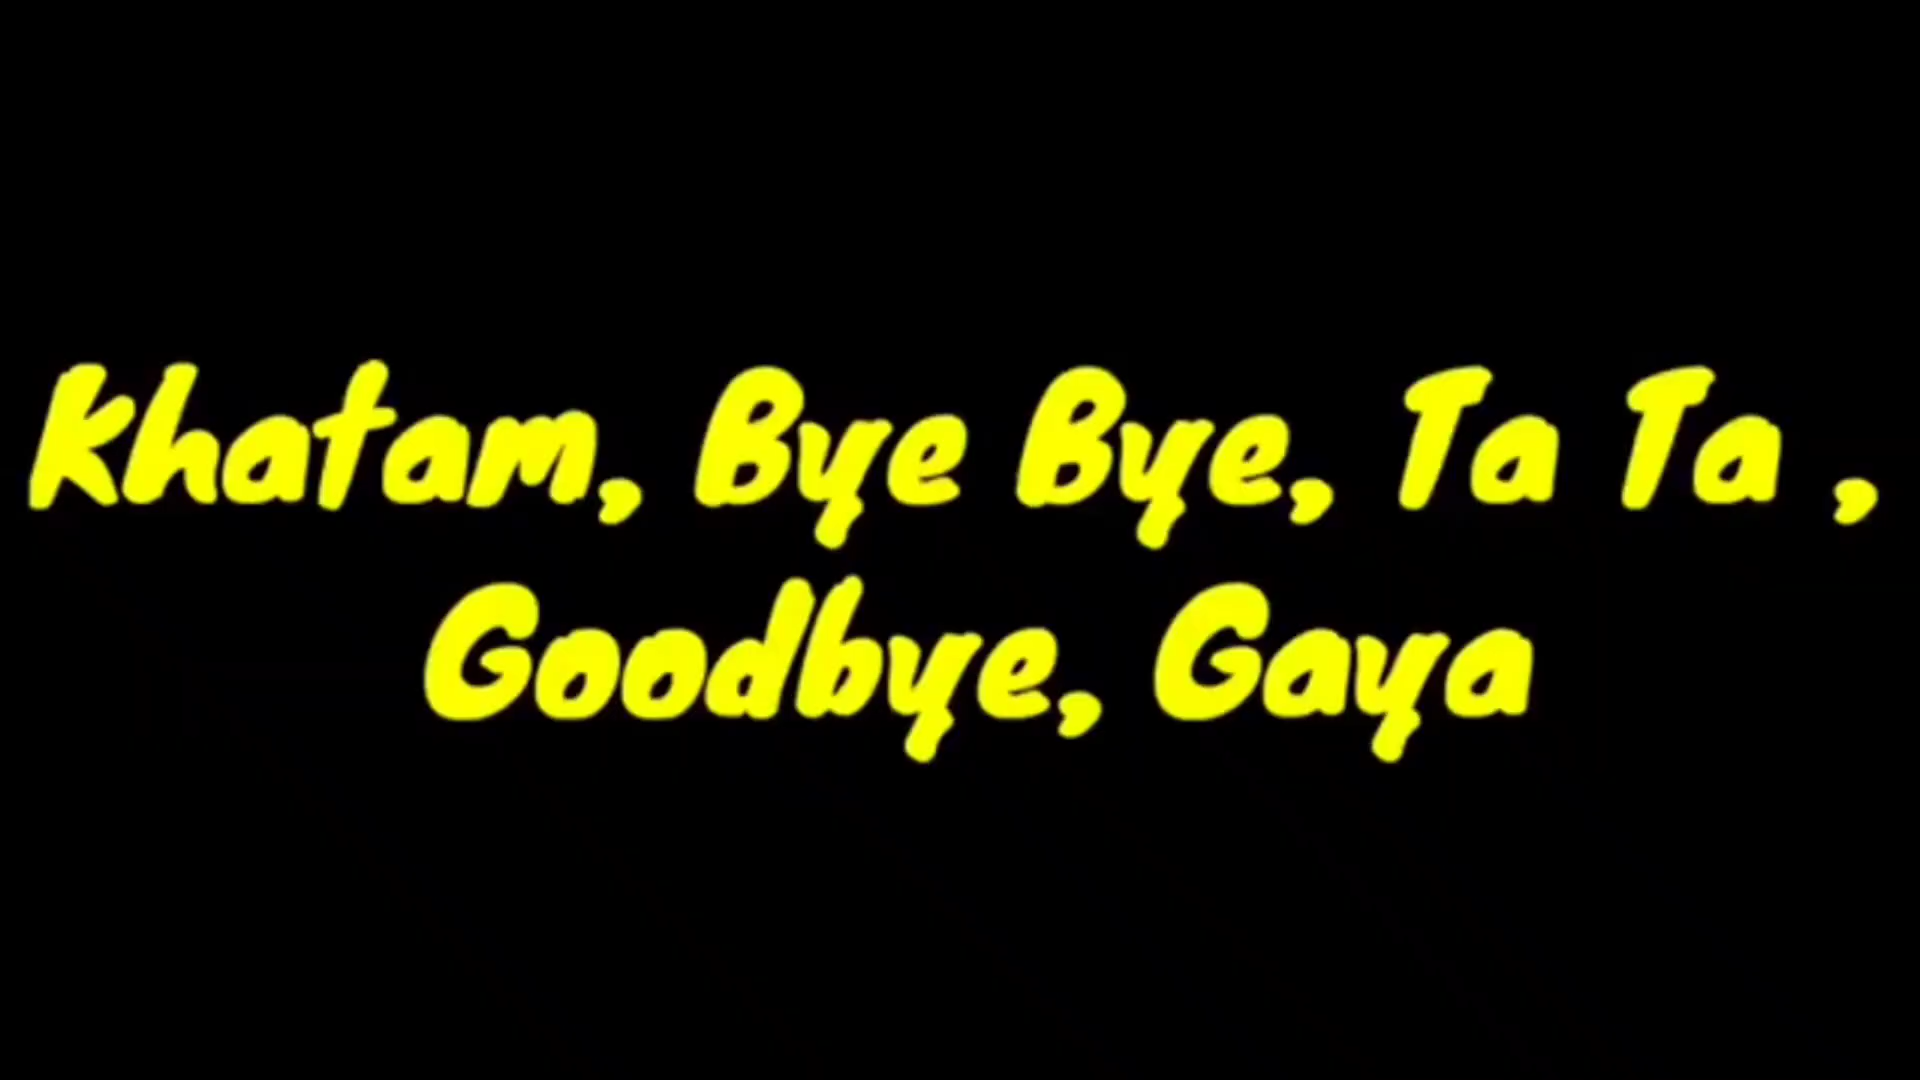 Khatam, Bye Bye, Ta Ta ,
Goodbye, Gaya